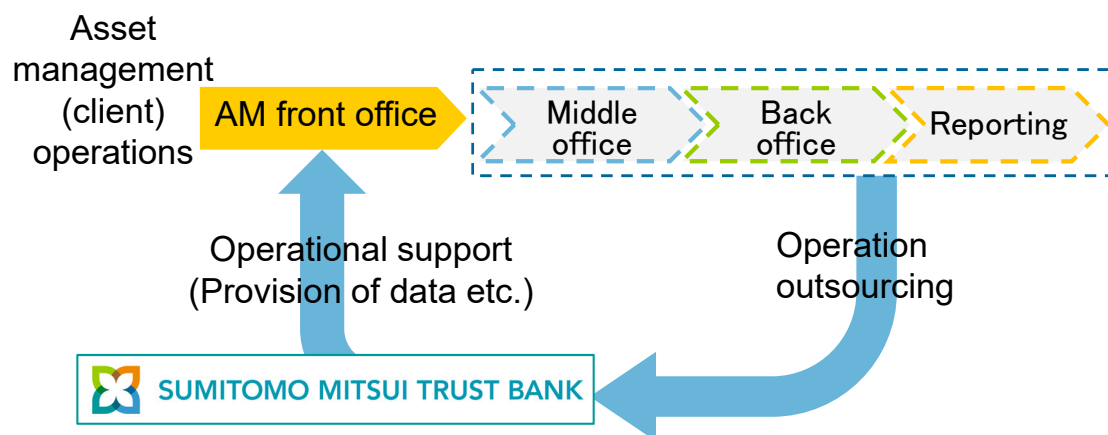 Asset
management
(client)
operations
AM front office
Middle
office
Back
office
Reporting
Operational support
(Provision of data etc.)
Operation
outsourcing
SUMITOMO MITSUI TRUST BANK